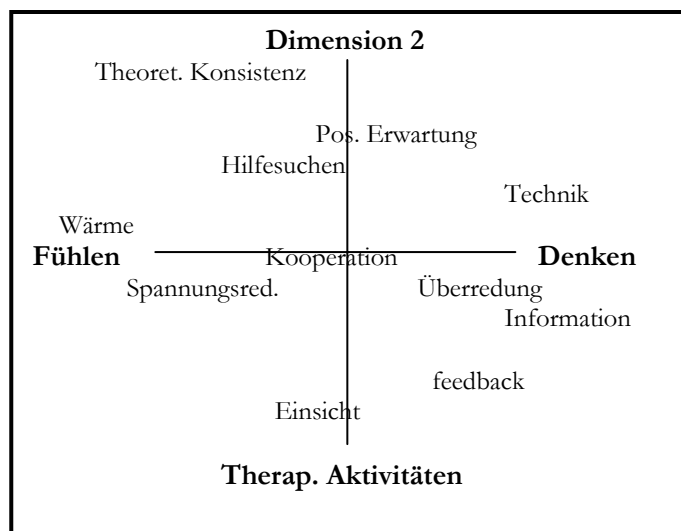 Dimension 2
Theoret. Konsistenz
Pos. Erwartung
Hilfesuchen
Technik
Wärme
Fühlen
Kooperation
Denken
Spannungsred.
Überredung
Information
feedback
Einsicht
Therap. Aktivitäten